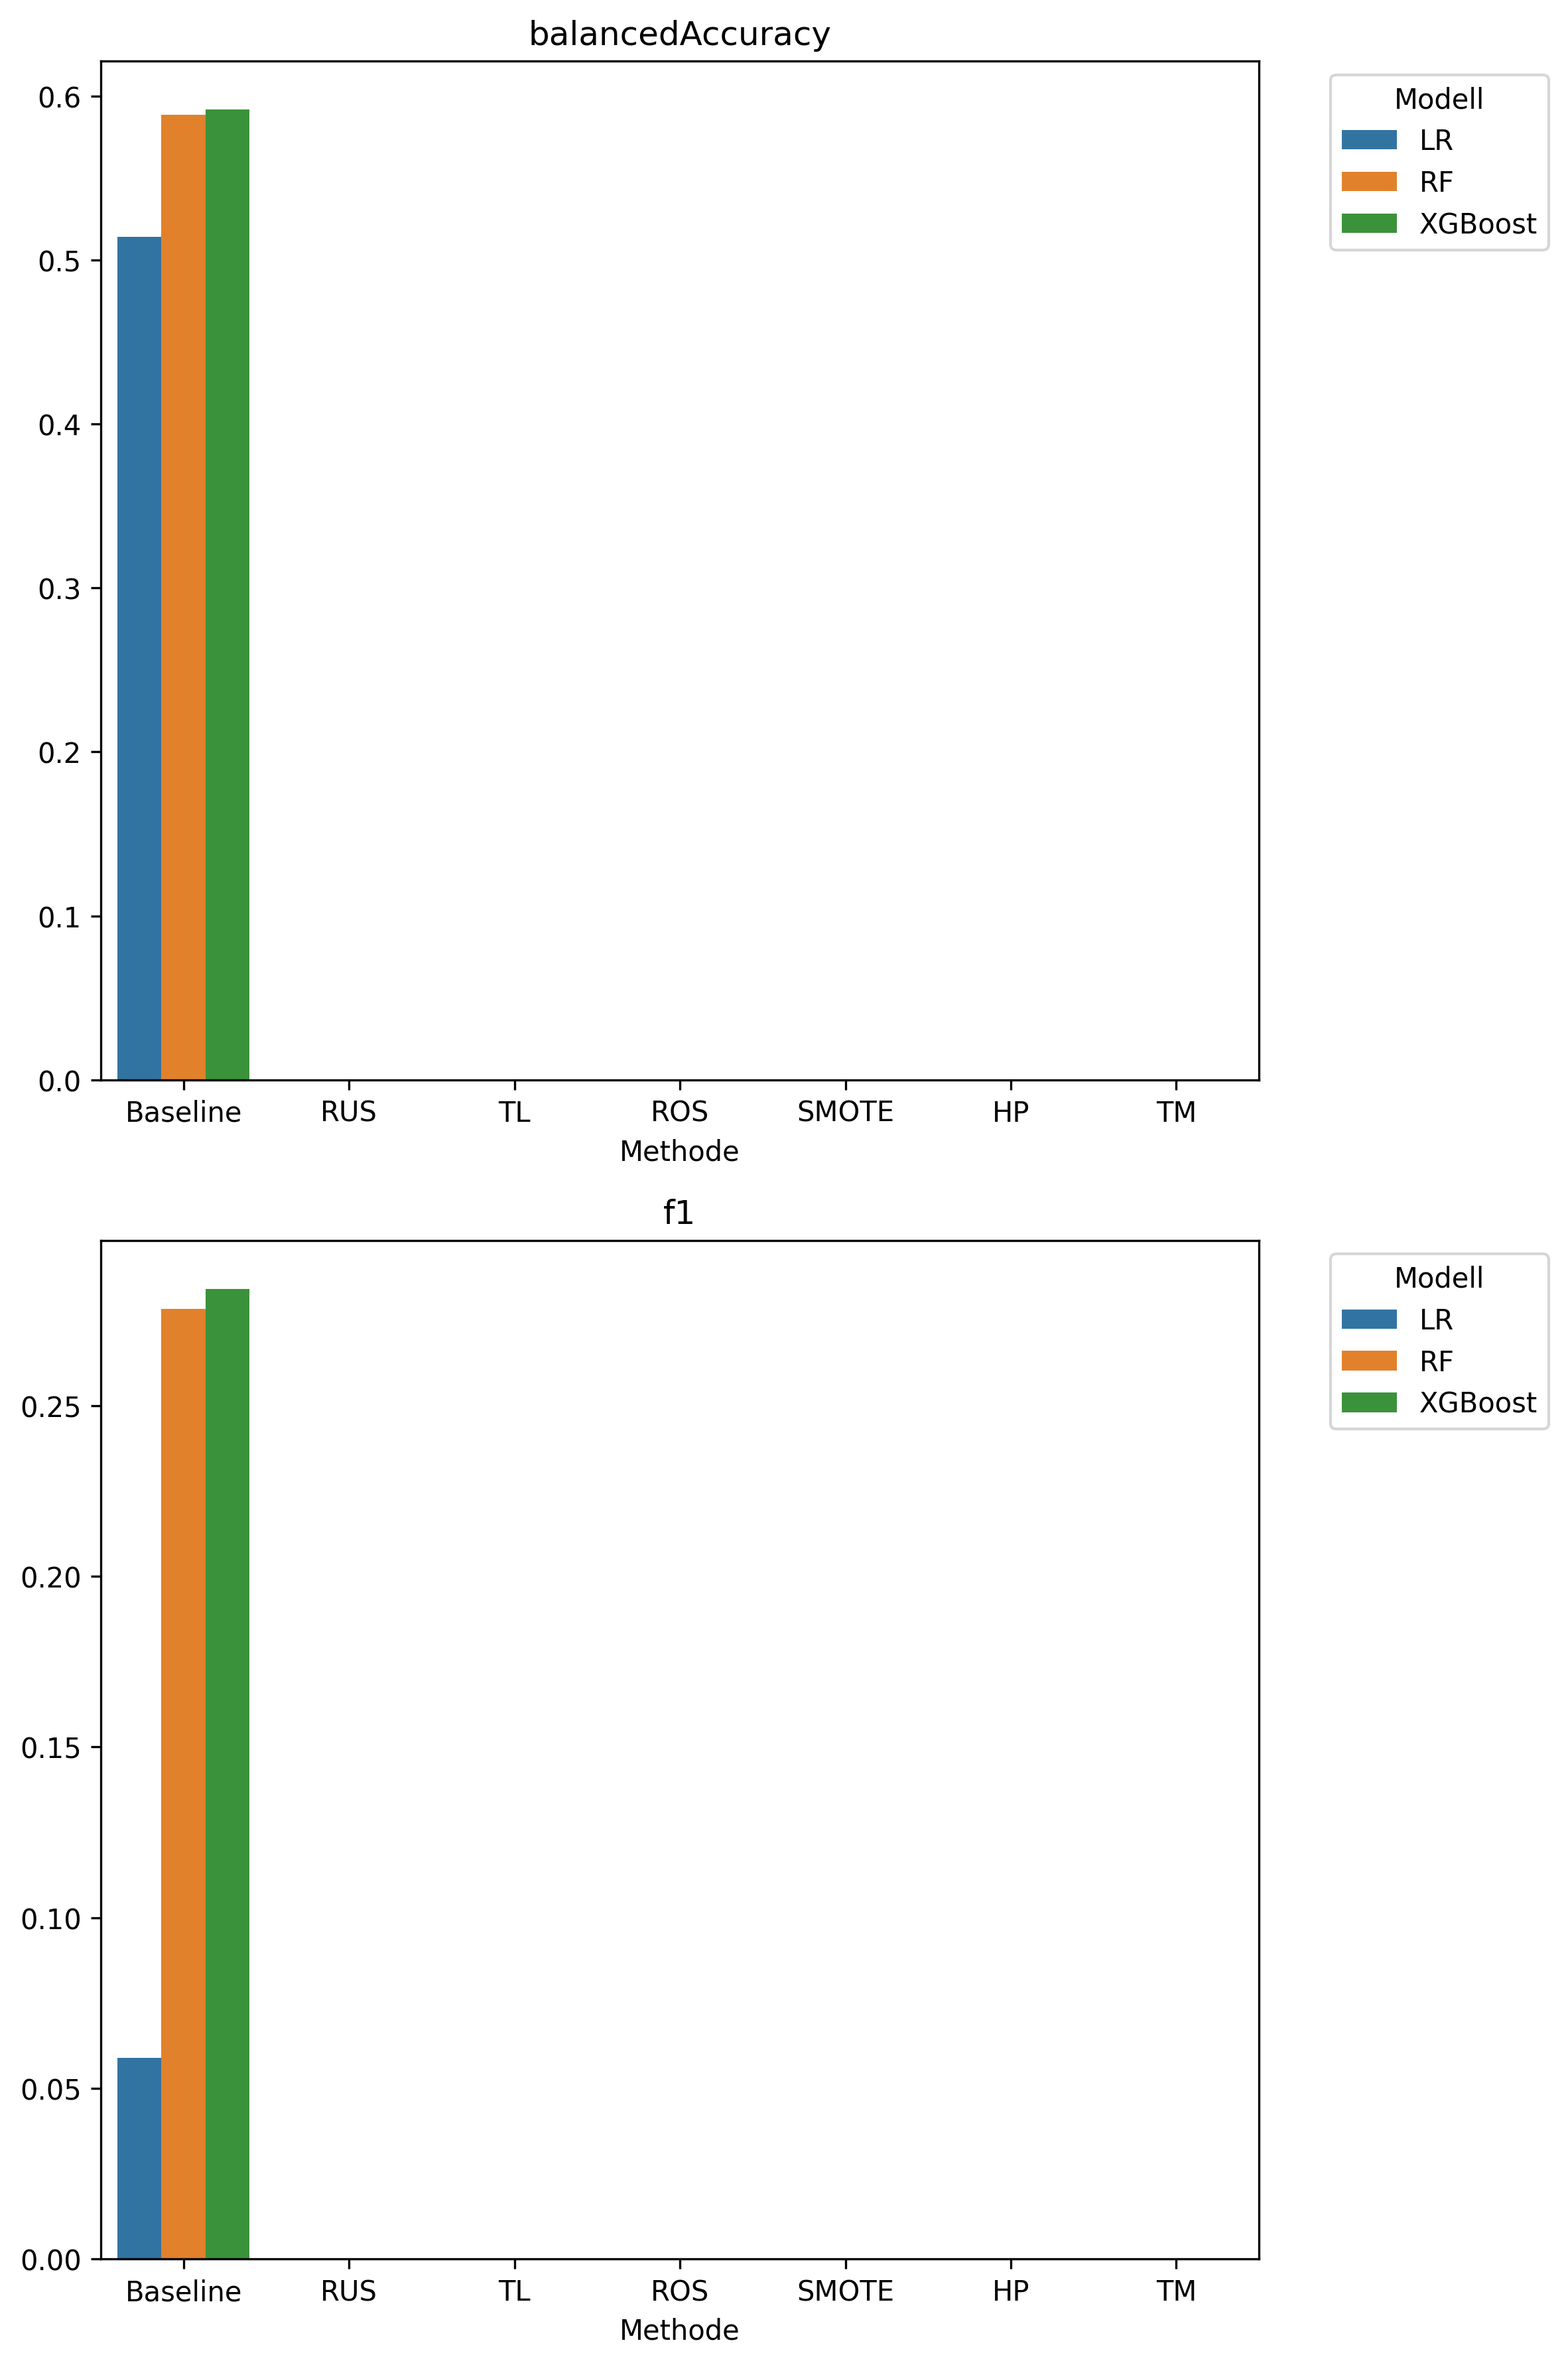 balancedAccuracy
0.6
0.5
0.4
0.3
0.2
0.1
0.0
Baseline RUS TL ROS SMOTE HP TM
Methode
Modell
LR
RF
XGBoost
f1
0.25
0.20
0.15
0.10
0.05
0.00
Baseline RUS TL ROS SMOTE HP TM
Methode
Modell
LR
RF
XGBoost